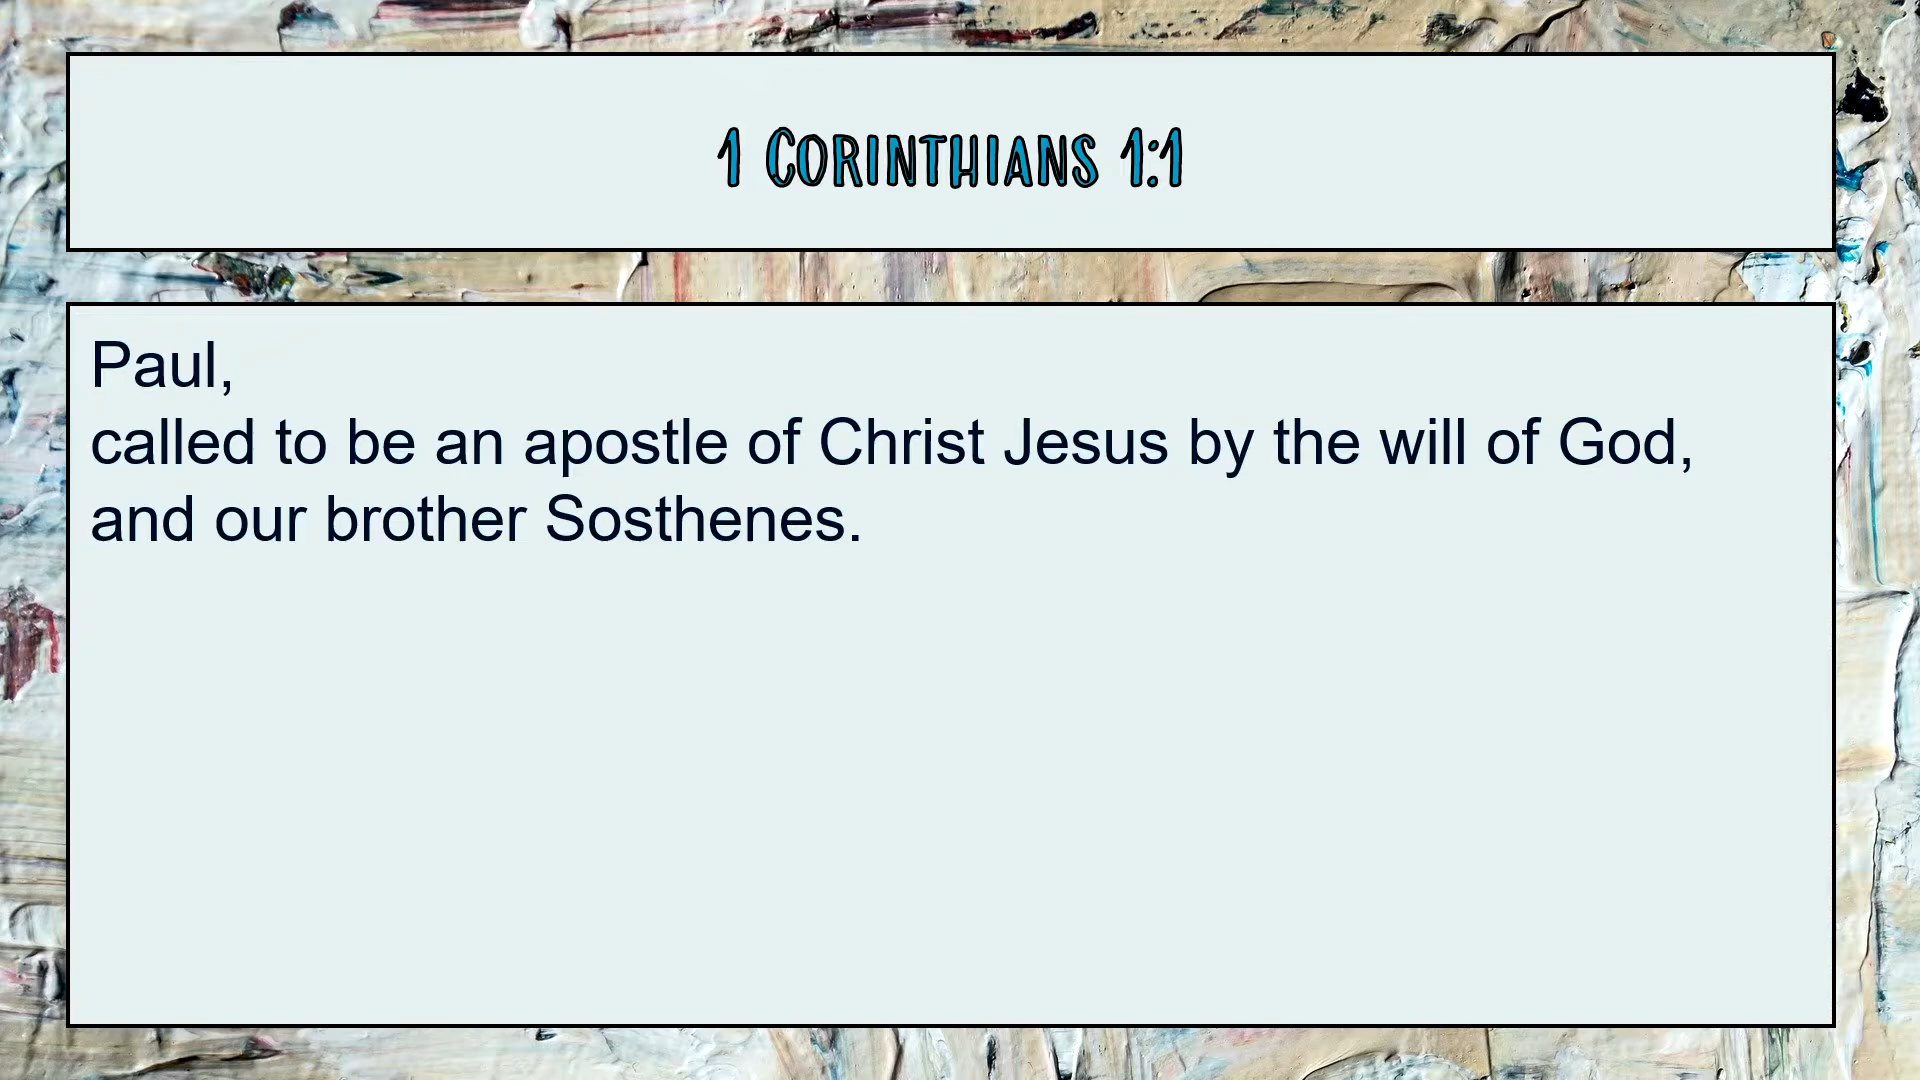 1 Corinthians 1:1
Paul,
called to be an apostle of Christ Jesus by the will of God,
and our brother Sosthenes.